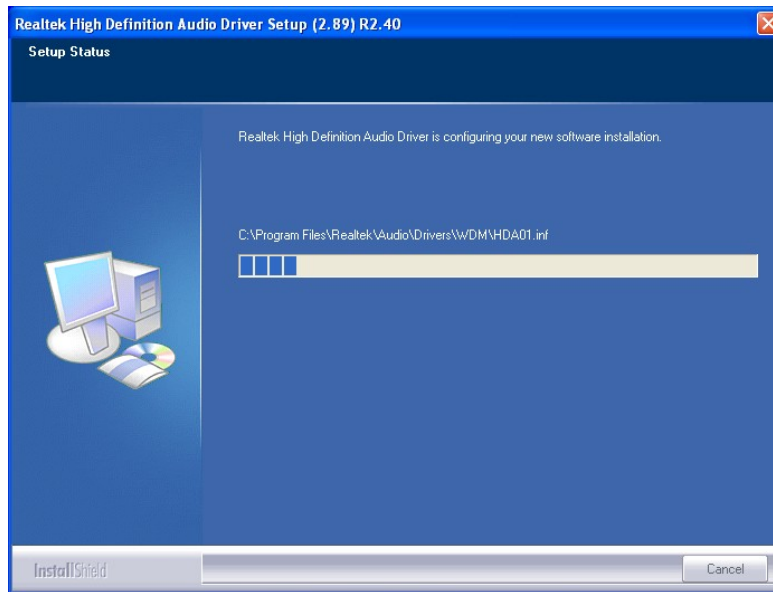 Realtek High Definition Audio Driver Setup (2.89) R2.40
Setup Status
Realtek High Definition Audio Driver is configuring your new software installation.
C:\Program Files\Realtek\Audio\Drivers\WDM\HDA01.inf
InstallShield
Cancel